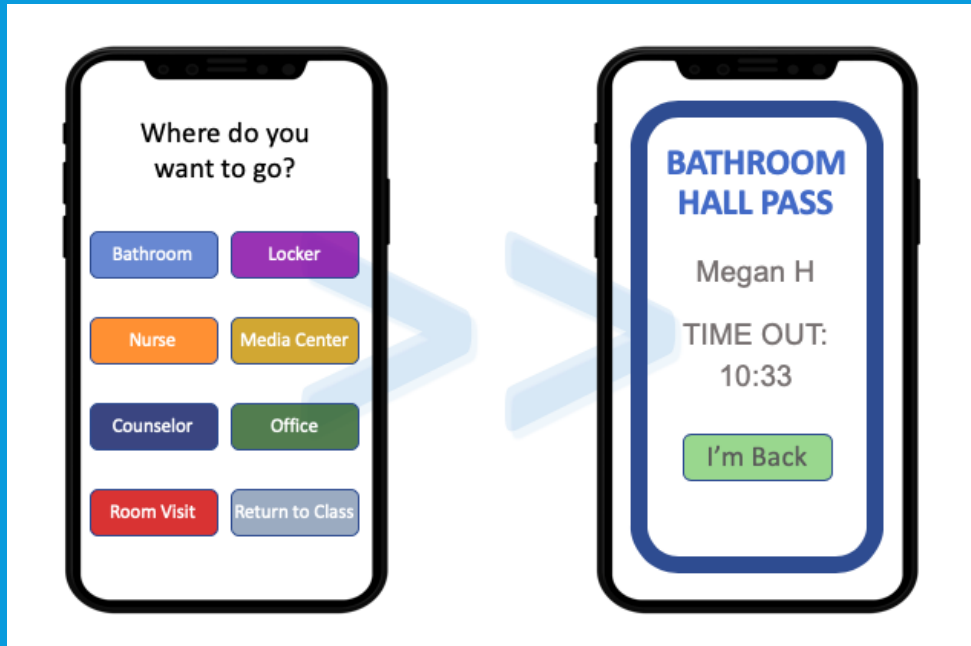 Where do you
want to go?
Bathroom
Locker
Nurse
Media Center
Counselor
Office
Room Visit
Return to Class
BATHROOM
HALL PASS
Megan H
TIME OUT:
10:33
I'm Back